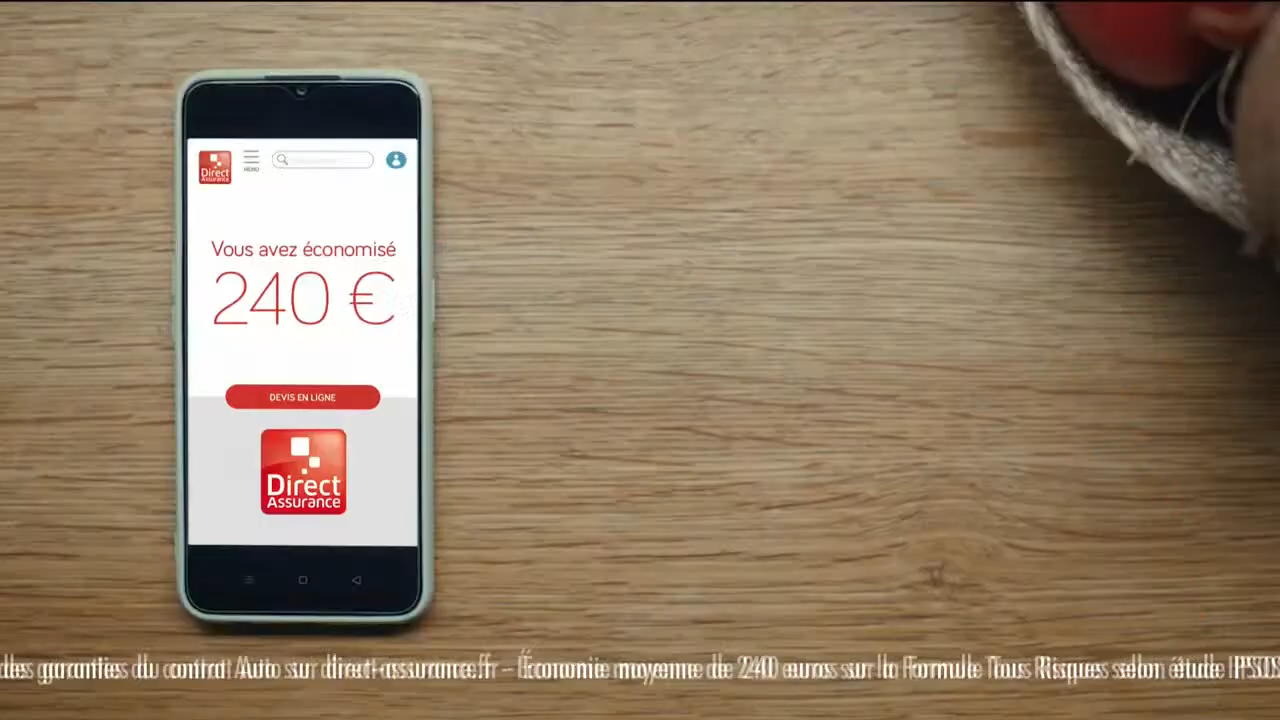 Direct
Assurance
MENU
Vous avez économisé
240 €
DEVIS EN LIGNE
Direct
Assurance
des garanties du contrat Auto sur direct-assurance.fr – Économie moyenne de 240 euros sur la Formule Tous Risques selon étude IPSOS